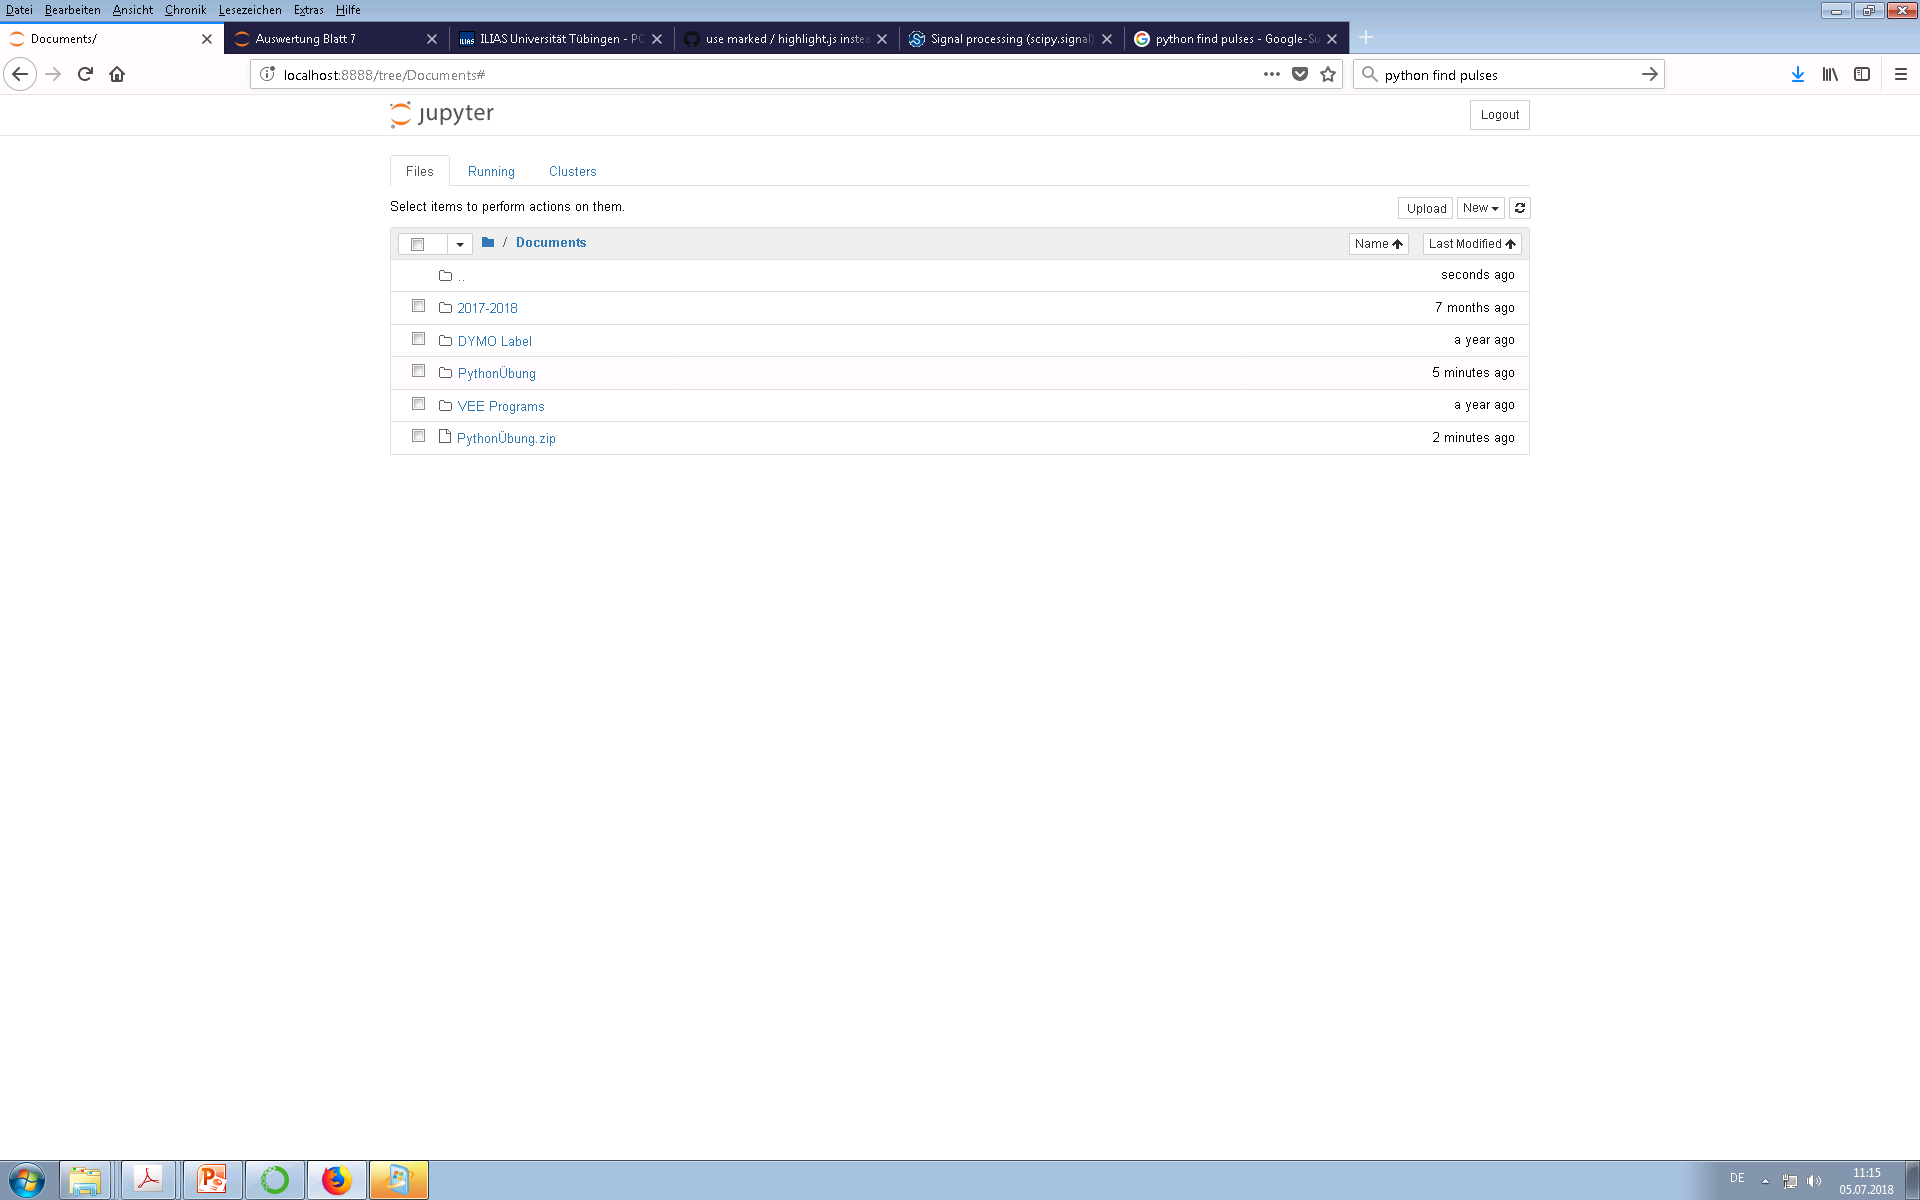 Datei Bearbeiten Ansicht Chronik Lesezeichen Extras Hilfe
Documents/ Auswertung Blatt 7 ILIAS Universität Tübingen - PC use marked / highlight.js instea Signal processing (scipy.signal) python find pulses - Google-Su
localhost:8888/tree/Documents# python find pulses
jupyter Logout
Files Running Clusters
Select items to perform actions on them. Upload New
/ Documents Name Last Modified
.. seconds ago
2017-2018 7 months ago
DYMO Label a year ago
PythonÜbung 5 minutes ago
VEE Programs a year ago
PythonÜbung.zip 2 minutes ago
DE 11:15
05.07.2018